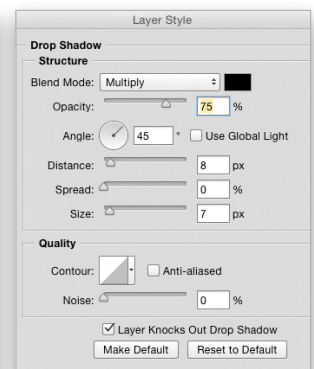 Layer Style
Drop Shadow
Structure
Blend Mode: Multiply
Opacity: 75 %
Angle: 45 ° Use Global Light
Distance: 8 px
Spread: 0 %
Size: 7 px
Quality
Contour: Anti-aliased
Noise: 0 %
Layer Knocks Out Drop Shadow
Make Default Reset to Default